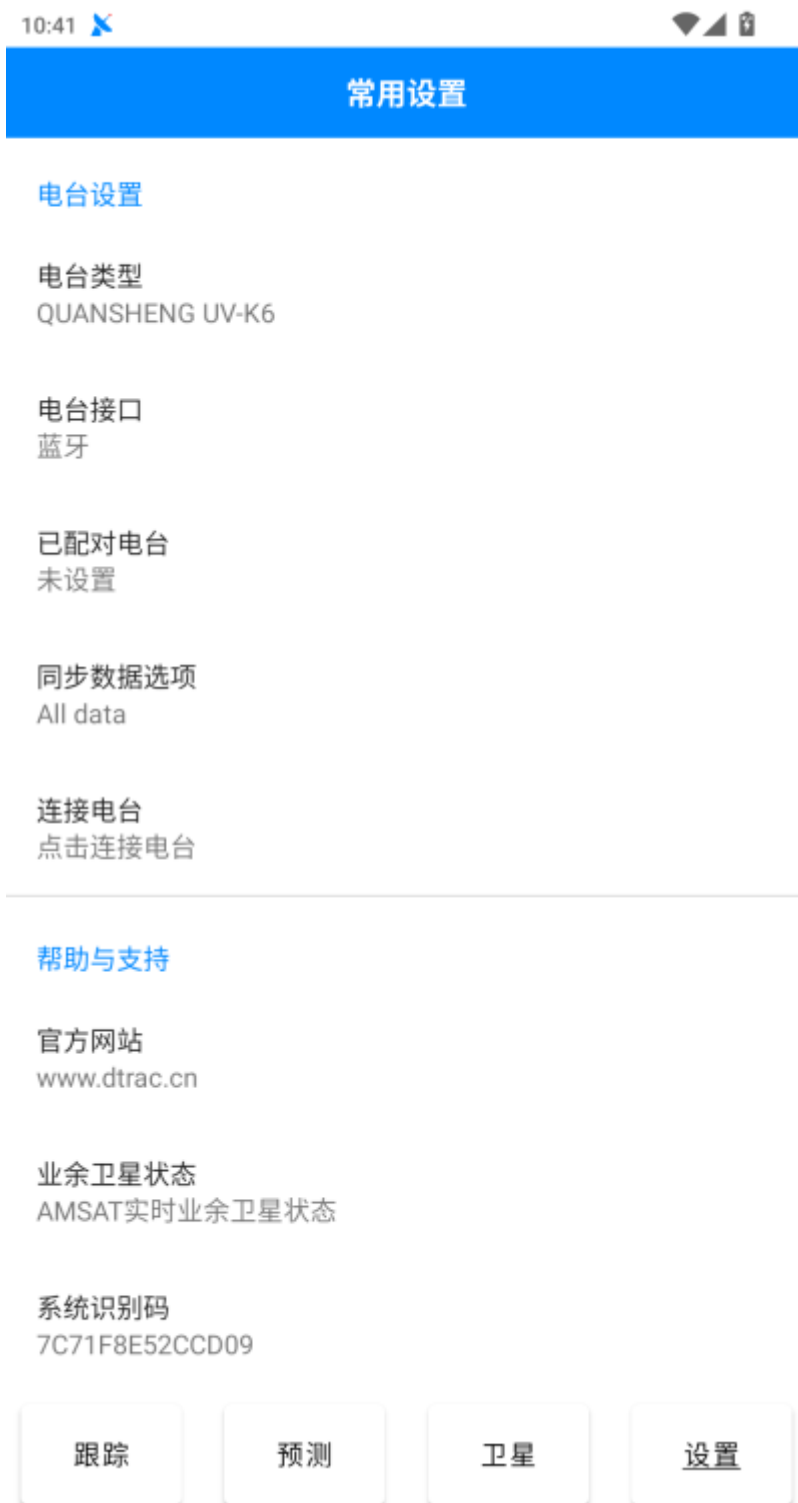 10:41
常用设置
电台设置
电台类型
QUANSHENG UV-K6
电台接口
蓝牙
已配对电台
未设置
同步数据选项
All data
连接电台
点击连接电台
帮助与支持
官方网站
www.dtrac.cn
业余卫星状态
AMSAT实时业余卫星状态
系统识别码
7C71F8E52CCD09
跟踪 预测 卫星 设置